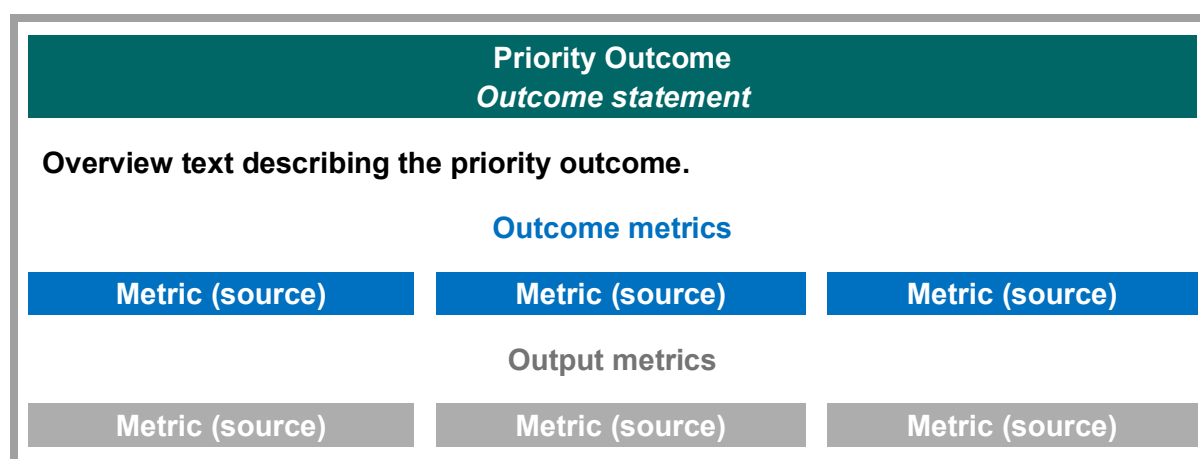 Priority Outcome
Outcome statement
Overview text describing the priority outcome.
Outcome metrics
Metric (source) Metric (source) Metric (source)
Output metrics
Metric (source) Metric (source) Metric (source)